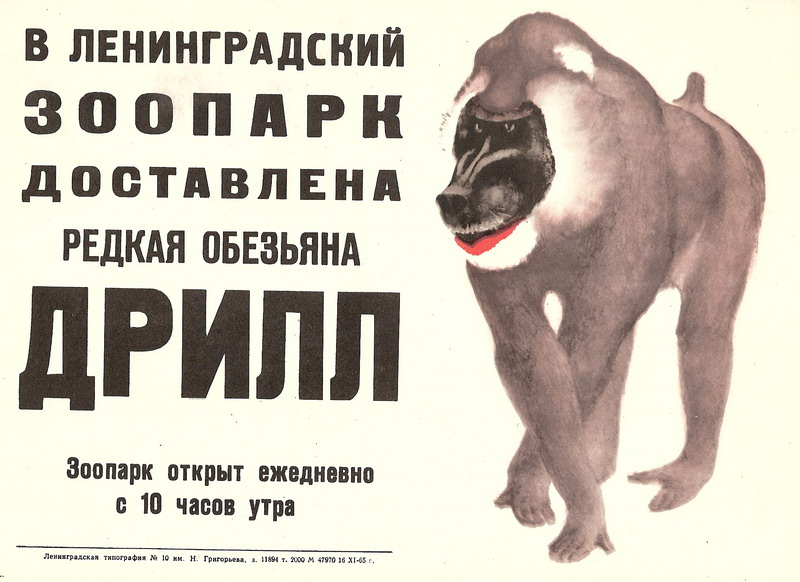 В ЛЕНИНГРАДСКИЙ
ЗООПАРК
ДОСТАВЛЕНА
РЕДКАЯ ОБЕЗЬЯНА
ДРИЛЛ
Зоопарк открыт ежедневно
с 10 часов утра
Ленинградская типография № 10 им. Н. Григорьева, з. 11894 т. 2000 М 47970 16 XI-65 г.